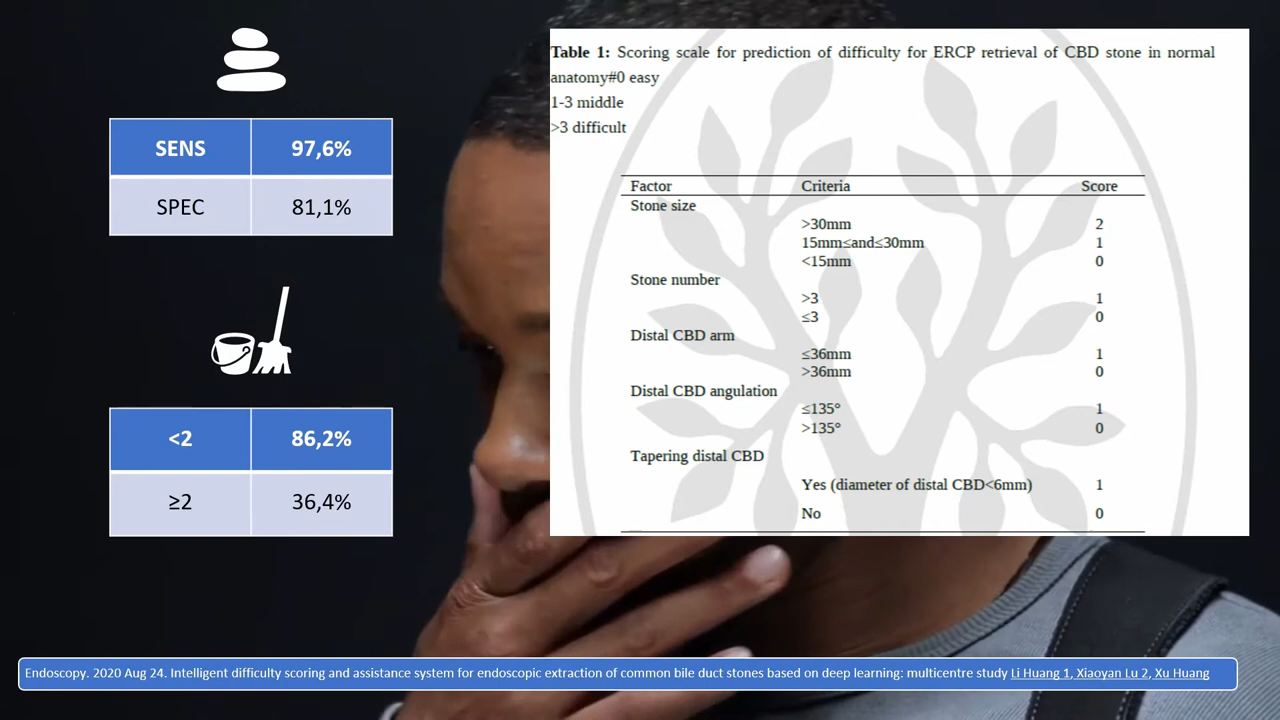 SENS 97,6%
SPEC 81,1%
<2 86,2%
≥2 36,4%
Table 1: Scoring scale for prediction of difficulty for ERCP retrieval of CBD stone in normal
anatomy#0 easy
1-3 middle
>3 difficult
Factor Criteria Score
Stone size
>30mm 2
15mm≤and≤30mm 1
<15mm 0
Stone number
>3 1
≤3 0
Distal CBD arm
≤36mm 1
>36mm 0
Distal CBD angulation
≤135° 1
>135° 0
Tapering distal CBD
Yes (diameter of distal CBD<6mm) 1
No 0
Endoscopy. 2020 Aug 24. Intelligent difficulty scoring and assistance system for endoscopic extraction of common bile duct stones based on deep learning: multicentre study Li Huang 1, Xiaoyan Lu 2, Xu Huang